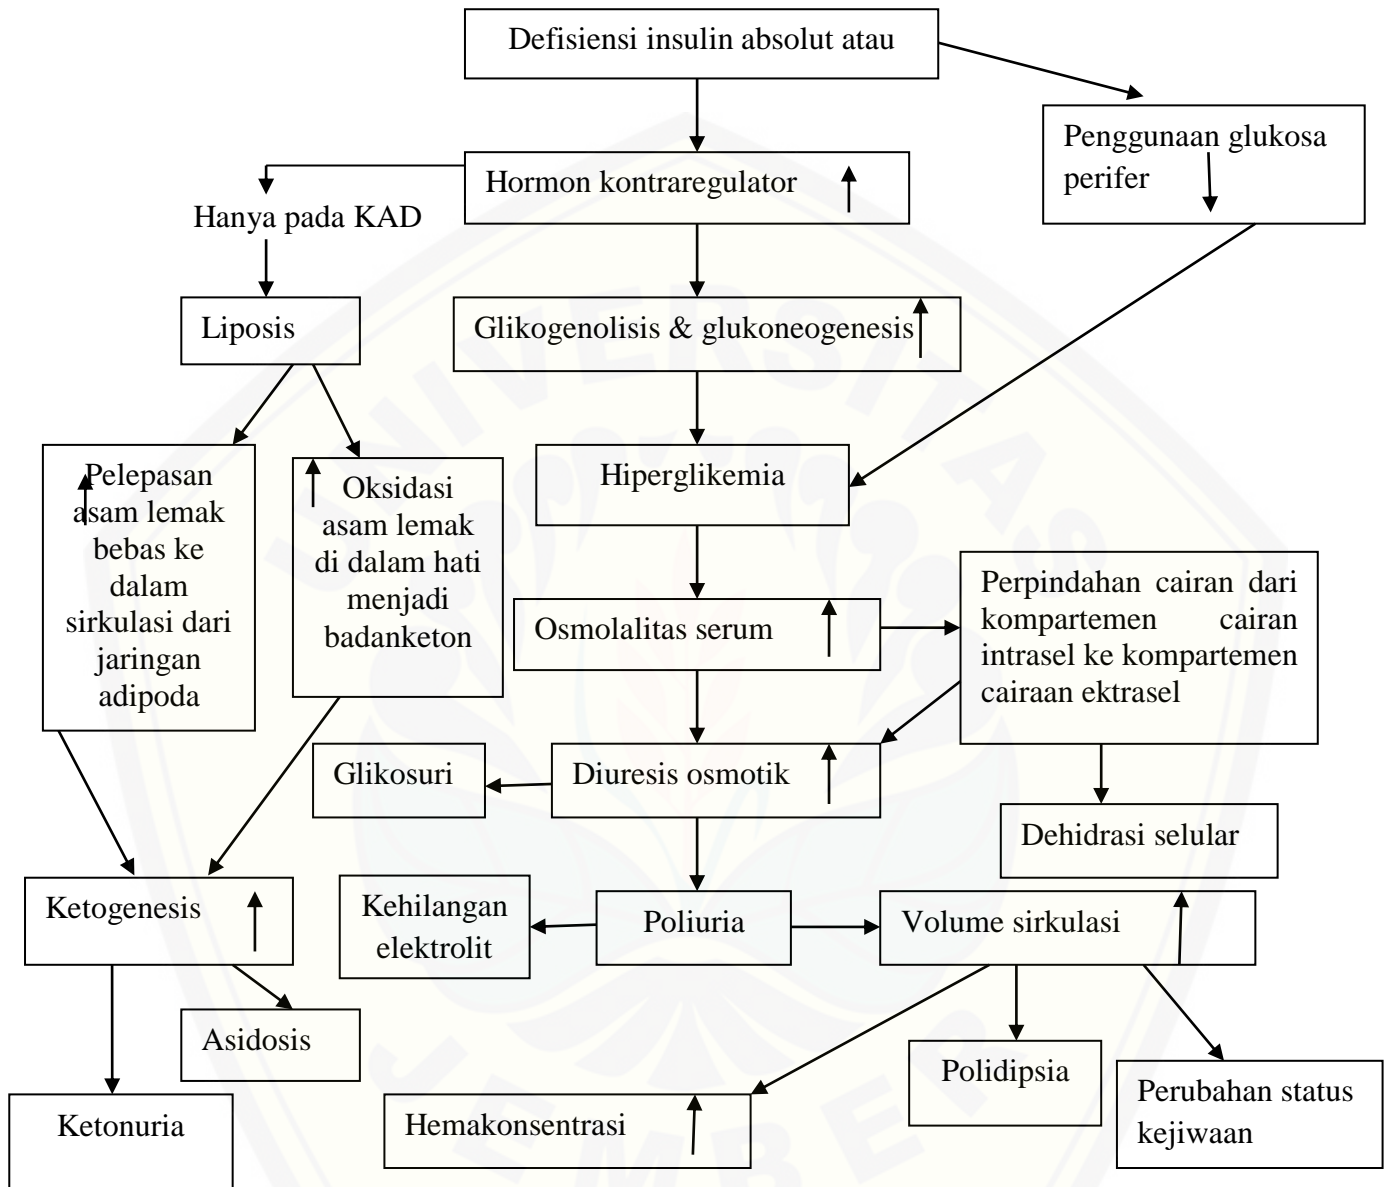 Defisiensi insulin absolut atau
Penggunaan glukosa
perifer
Hormon kontraregulator
Hanya pada KAD
Liposis
Glikogenolisis & glukoneogenesis
Pelepasan
asam lemak
bebas ke
dalam
sirkulasi dari
jaringan
adipoda
Oksidasi
asam lemak
di dalam hati
menjadi
badanketon
Hiperglikemia
Osmolalitas serum
Perpindahan cairan dari
kompartemen cairan
intrasel ke kompartemen
cairaan ektrasel
Glikosuri
Diuresis osmotik
Dehidrasi selular
Ketogenesis
Kehilangan
elektrolit
Poliuria
Volume sirkulasi
Asidosis
Polidipsia
Perubahan status
kejiwaan
Ketonuria
Hemakonsentrasi
UNIVERSITAS
JEMBER